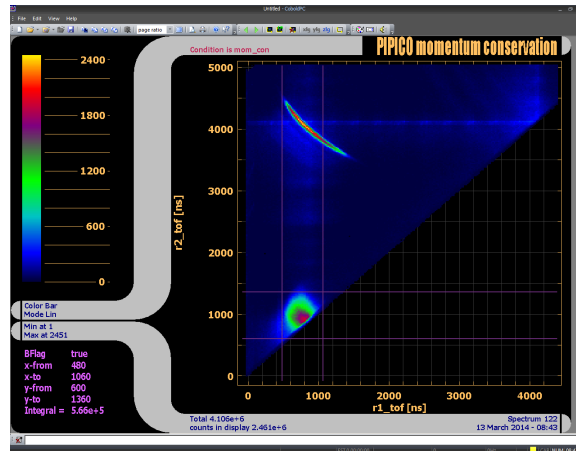 Untitled - CoboldPC
File Edit View Help
page ratio
Condition is mom_con
PIPICO momentum conservation
2400
1800
1200
600
0
Color Bar
Mode Lin
Min at 1
Max at 2451
BFlag true
x-from 480
x-to 1060
y-from 600
y-to 1360
Integral = 5.66e+5
r2_tof [ns]
5000
4000
3000
2000
1000
0
0 1000 2000 3000 4000
r1_tof [ns]
Total 4.106e+6
counts in display 2.461e+6
Spectrum 122
13 March 2014 - 08:43